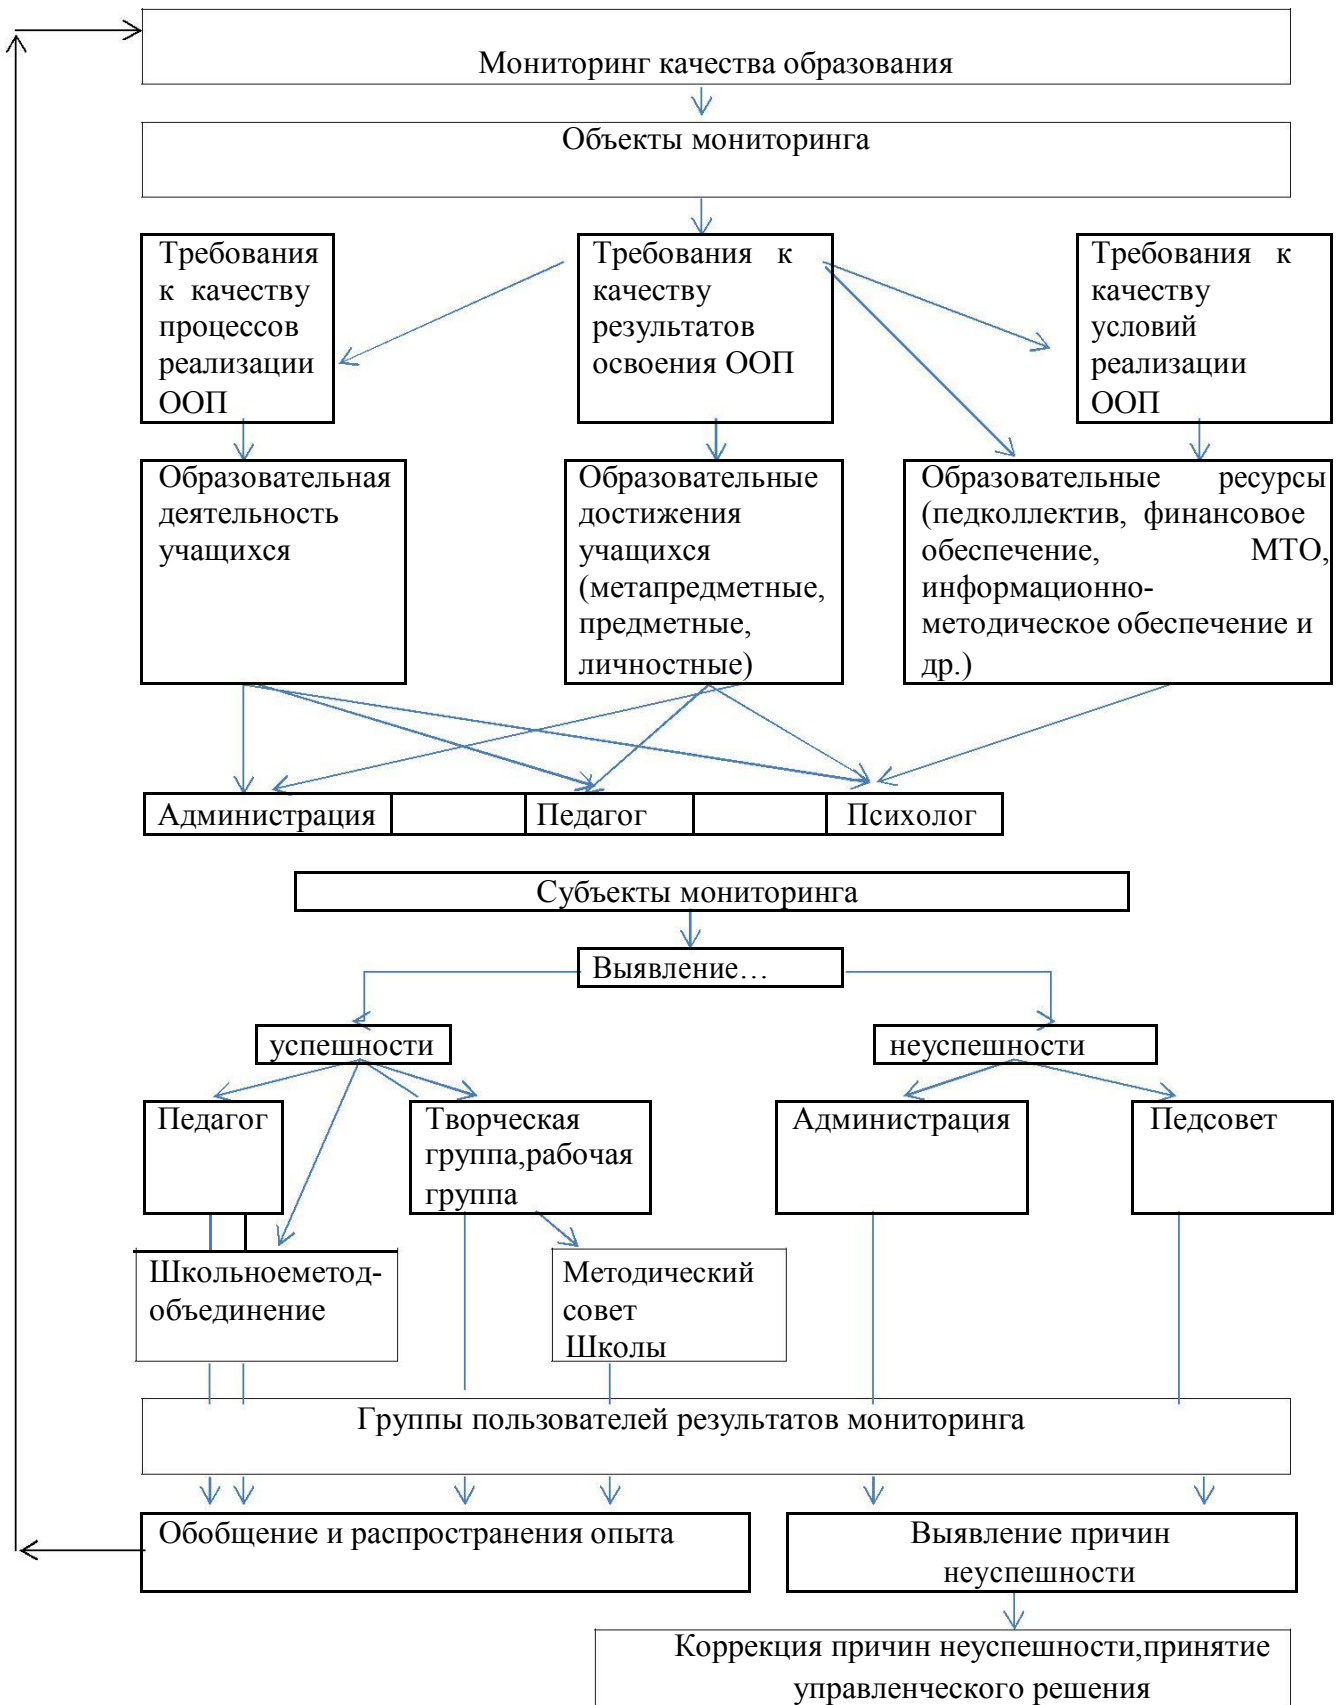 Мониторинг качества образования
Объекты мониторинга
Требования
к качеству
процессов
реализации
ООП
Требования к
качеству
результатов
освоения ООП
Требования к
качеству
условий
реализации
ООП
Образовательная
деятельность
учащихся
Образовательные
достижения
учащихся
(метапредметные,
предметные,
личностные)
Образовательные ресурсы
(педколлектив, финансовое
обеспечение, МТО,
информационно-
методическое обеспечение и
др.)
Администрация
Педагог
Психолог
Субъекты мониторинга
Выявление…
успешности
неуспешности
Педагог
Творческая
группа,рабочая
группа
Администрация
Педсовет
Школьноеметод-
объединение
Методический
совет
Школы
Группы пользователей результатов мониторинга
Обобщение и распространения опыта
Выявление причин
неуспешности
Коррекция причин неуспешности,принятие
управленческого решения